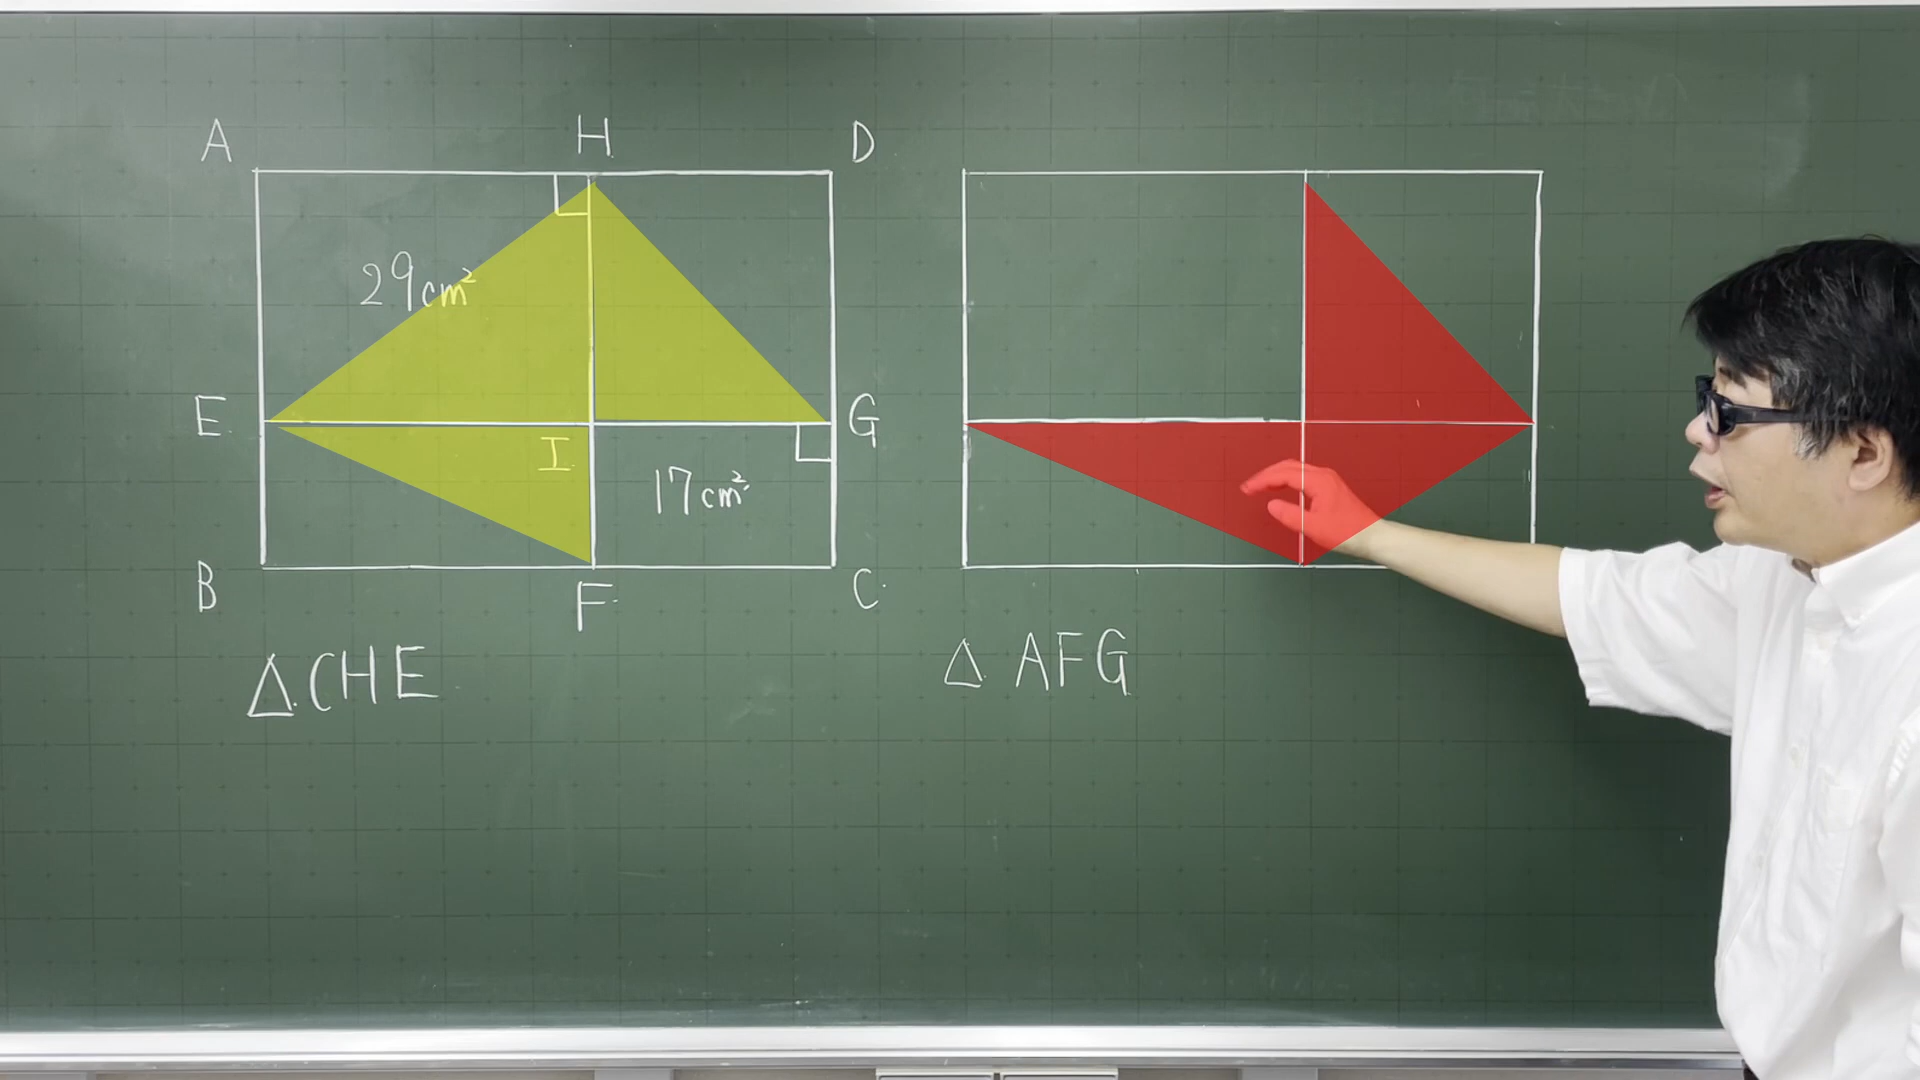 A H D
29cm²
E I G
17cm²
B F C
△CHE
△AFG